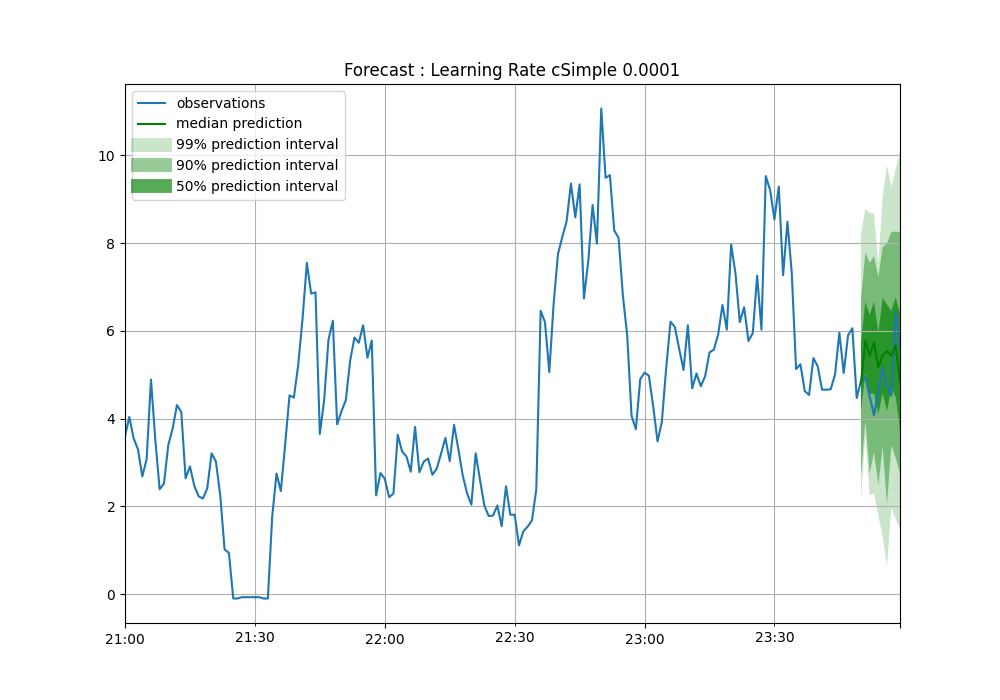 Forecast : Learning Rate cSimple 0.0001
observations
median prediction
99% prediction interval
90% prediction interval
50% prediction interval
10
8
6
4
2
0
21:00 21:30 22:00 22:30 23:00 23:30